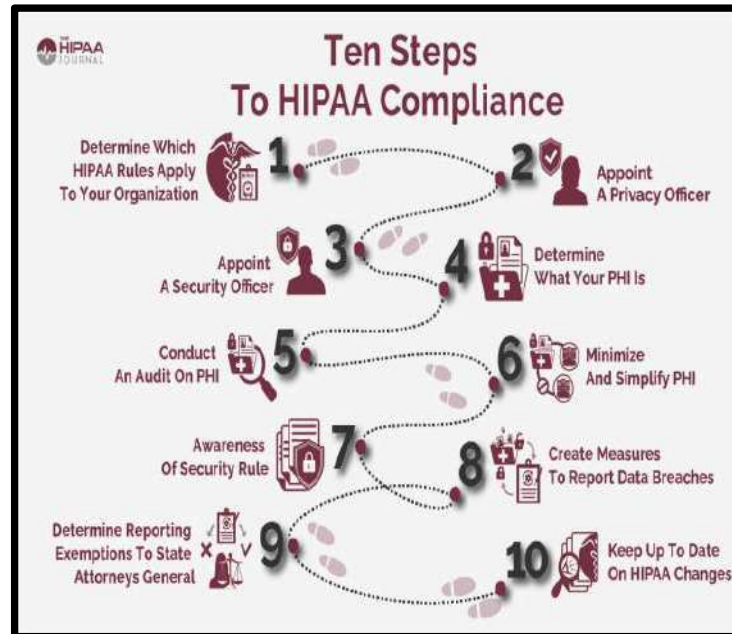 THE
HIPAA
JOURNAL
Ten Steps
To HIPAA Compliance
Determine Which
HIPAA Rules Apply
To Your Organization
1
2
Appoint
A Privacy Officer
Appoint
A Security Officer
3
4
Determine
What Your PHI Is
Conduct
An Audit On PHI
5
6
Minimize
And Simplify PHI
Awareness
Of Security Rule
7
8
Create Measures
To Report Data Breaches
Determine Reporting
Exemptions To State
Attorneys General
9
10
Keep Up To Date
On HIPAA Changes